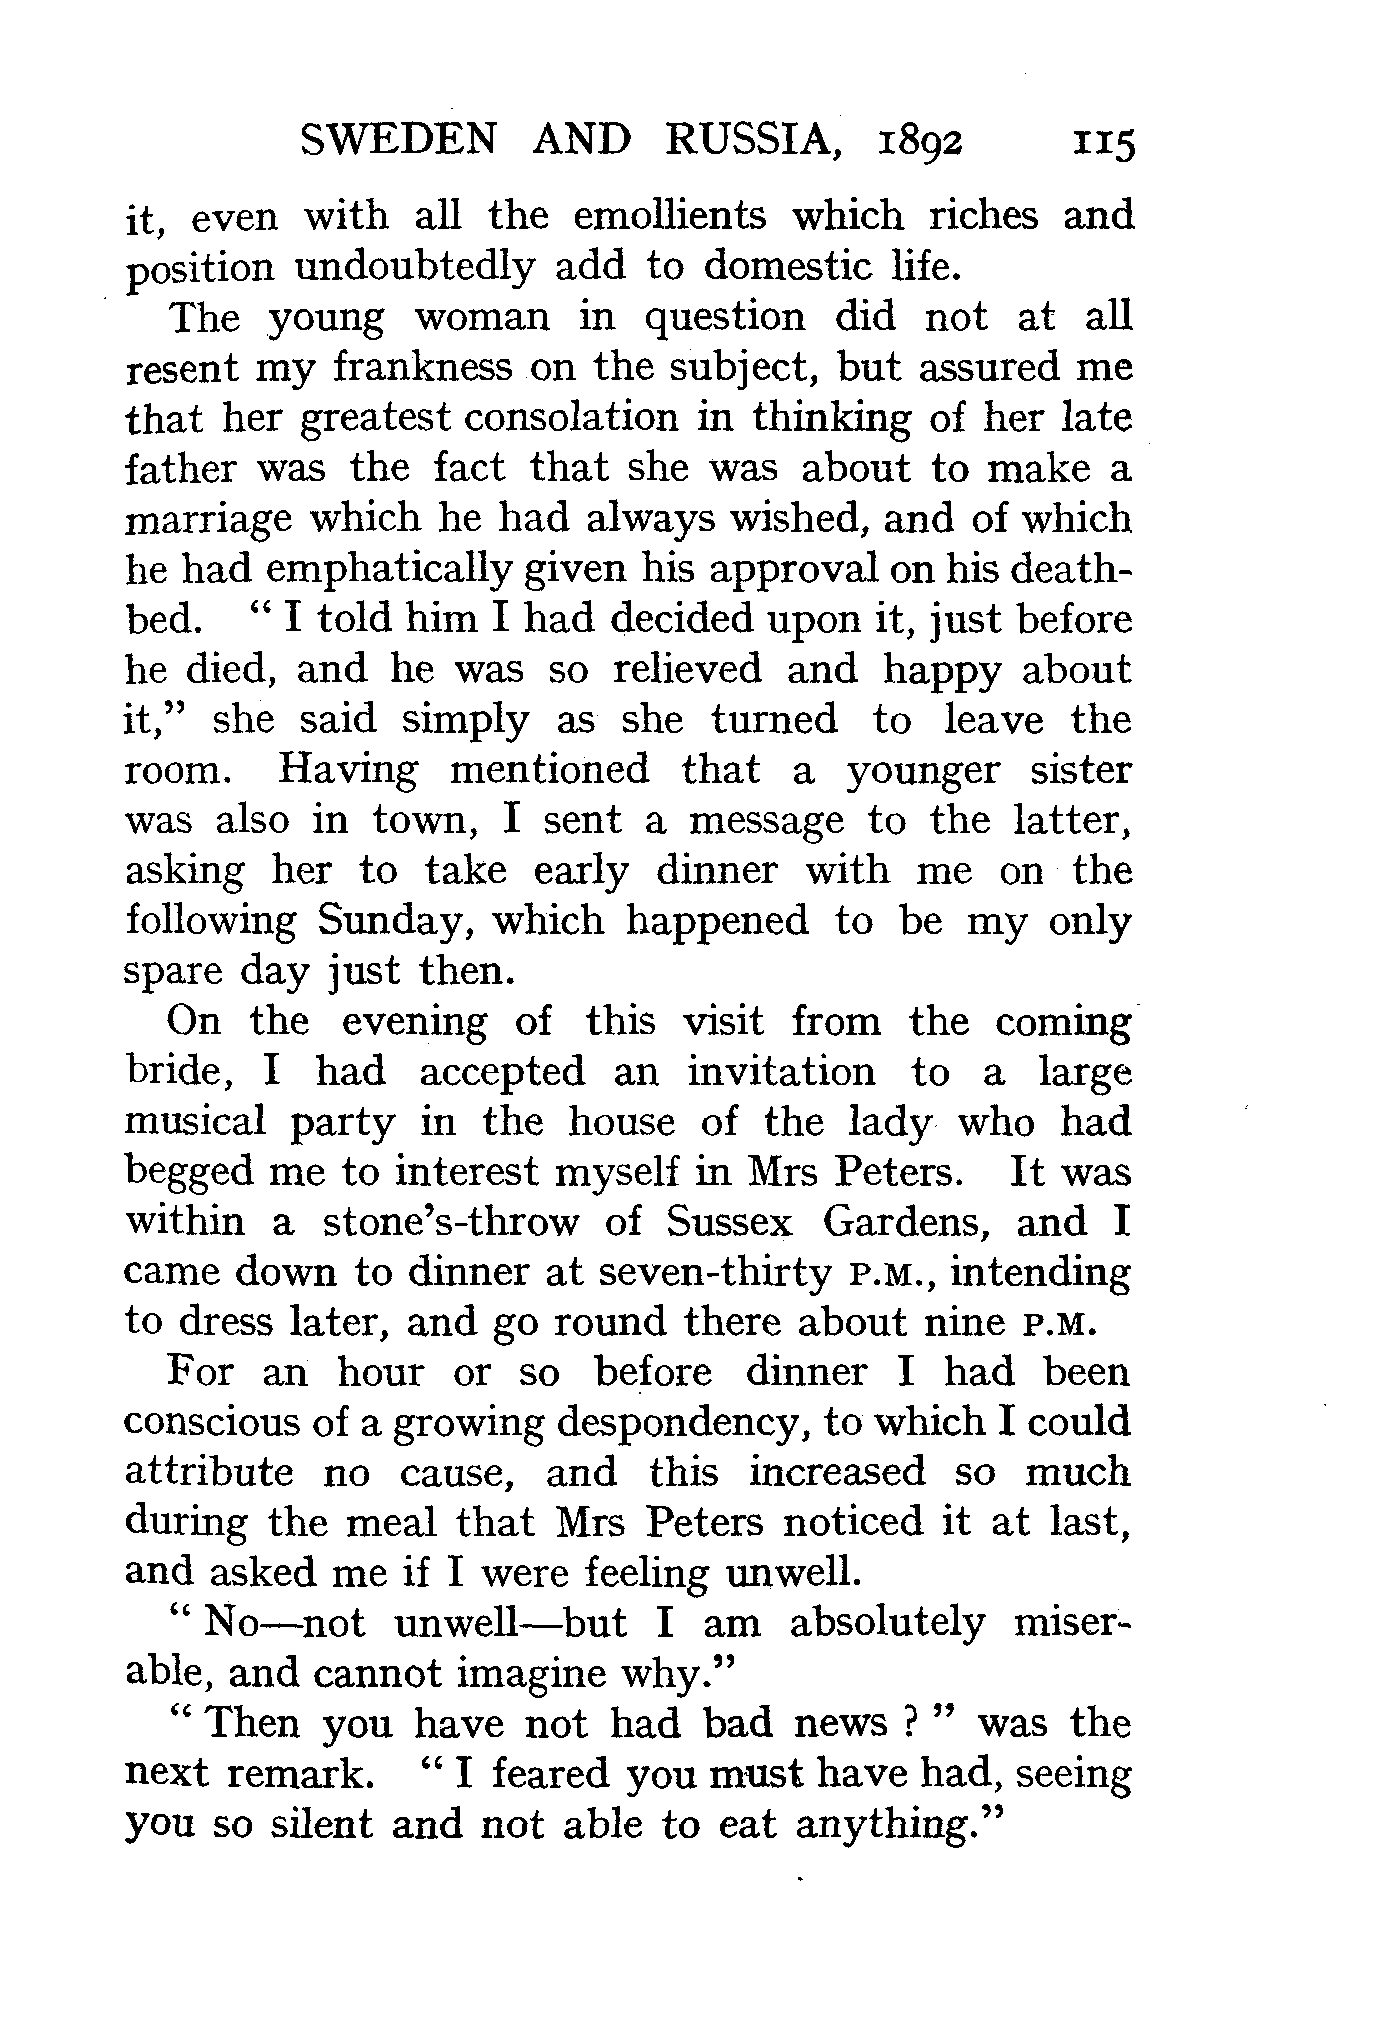 SWEDEN AND RUSSIA, 1892 115
it, even with all the emollients which riches and
position undoubtedly add to domestic life.
The young woman in question did not at all
resent my frankness on the subject, but assured me
that her greatest consolation in thinking of her late
father was the fact that she was about to make a
marriage which he had always wished, and of which
he had emphatically given his approval on his death-
bed. “ I told him I had decided upon it, just before
he died, and he was so relieved and happy about
it,” she said simply as she turned to leave the
room. Having mentioned that a younger sister
was also in town, I sent a message to the latter,
asking her to take early dinner with me on the
following Sunday, which happened to be my only
spare day just then.
On the evening of this visit from the coming
bride, I had accepted an invitation to a large
musical party in the house of the lady who had
begged me to interest myself in Mrs Peters. It was
within a stone’s-throw of Sussex Gardens, and I
came down to dinner at seven-thirty P.M., intending
to dress later, and go round there about nine P.M.
For an hour or so before dinner I had been
conscious of a growing despondency, to which I could
attribute no cause, and this increased so much
during the meal that Mrs Peters noticed it at last,
and asked me if I were feeling unwell.
“ No—not unwell—but I am absolutely miser-
able, and cannot imagine why.”
“ Then you have not had bad news ? ” was the
next remark. “ I feared you must have had, seeing
you so silent and not able to eat anything.”